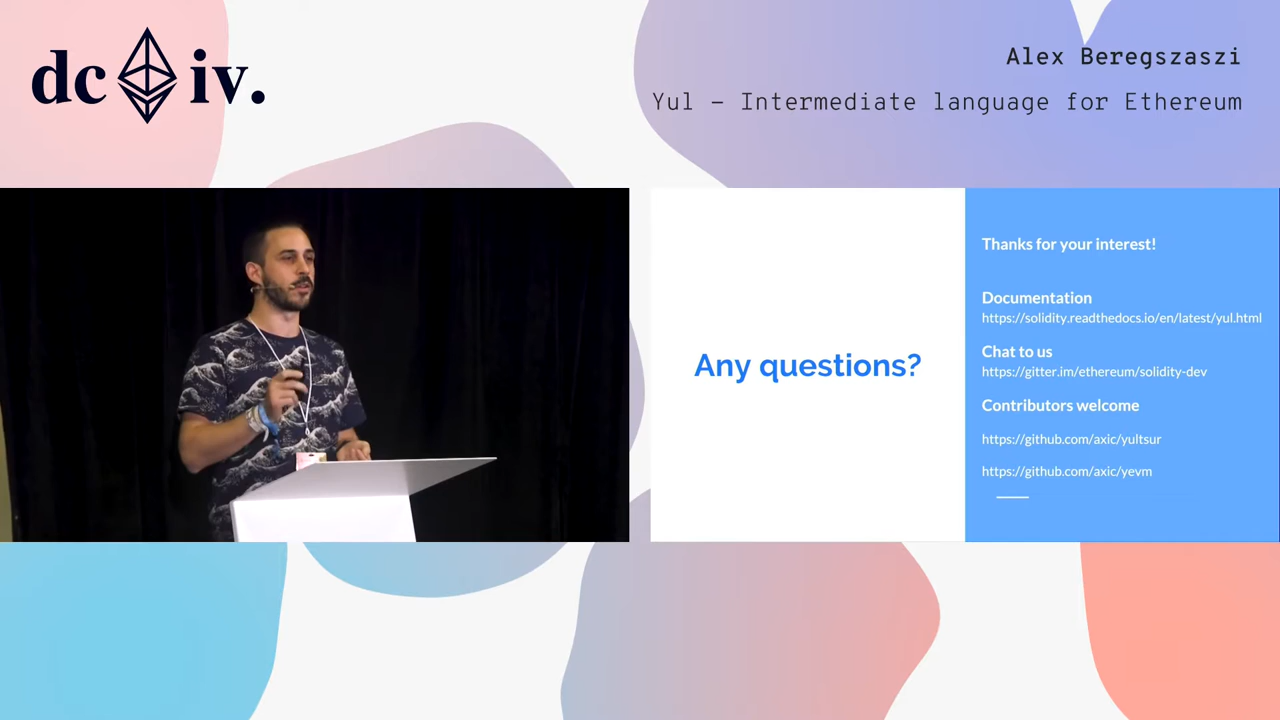 dc iv.
Alex Beregszaszi
Yul – Intermediate language for Ethereum
Any questions?
Thanks for your interest!
Documentation
https://solidity.readthedocs.io/en/latest/yul.html
Chat to us
https://gitter.im/ethereum/solidity-dev
Contributors welcome
https://github.com/axic/yultsur
https://github.com/axic/yevm